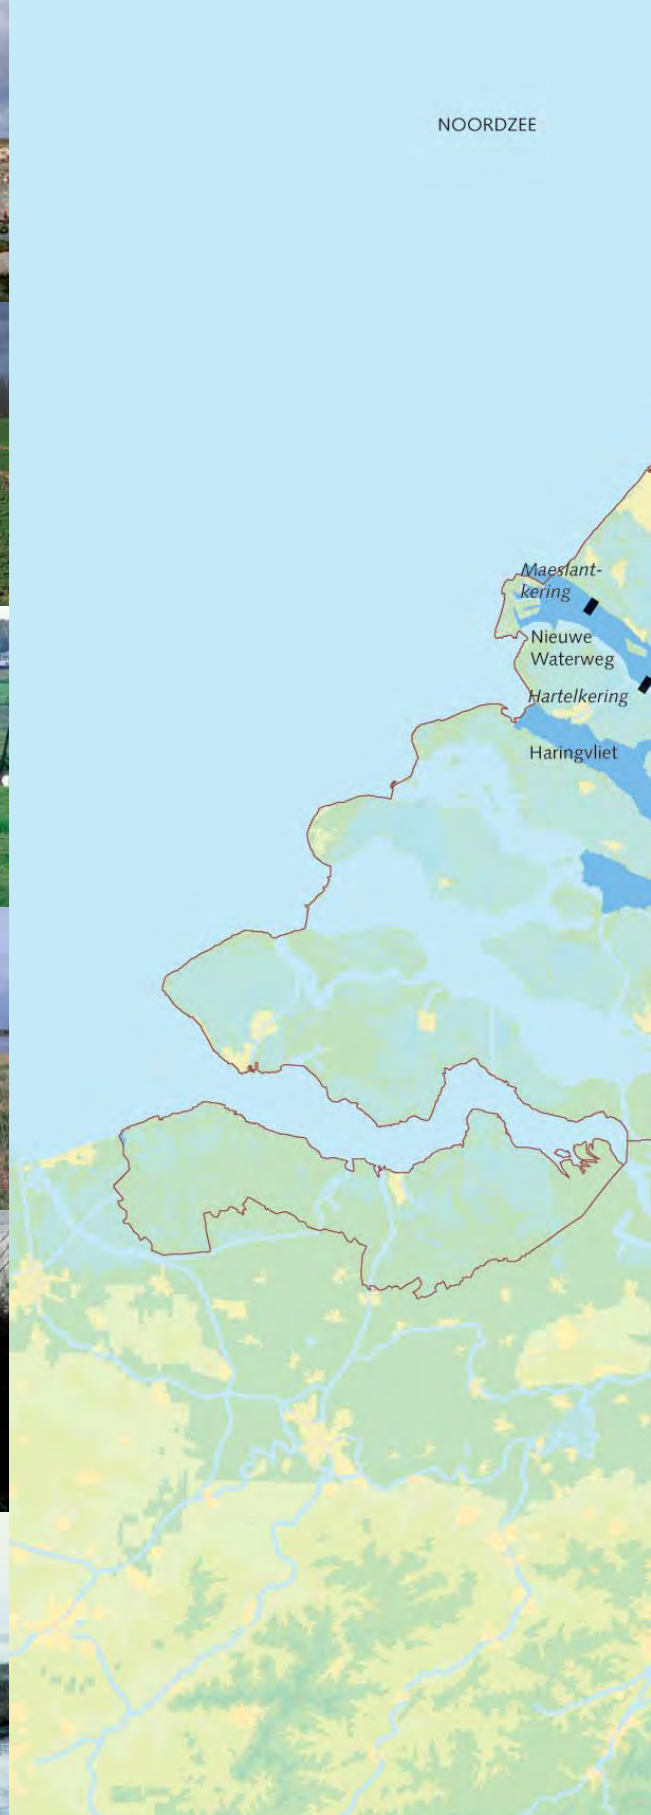 NOORDZEE
Maeslant-
kering
Nieuwe
Waterweg
Hartelkering
Haringvliet